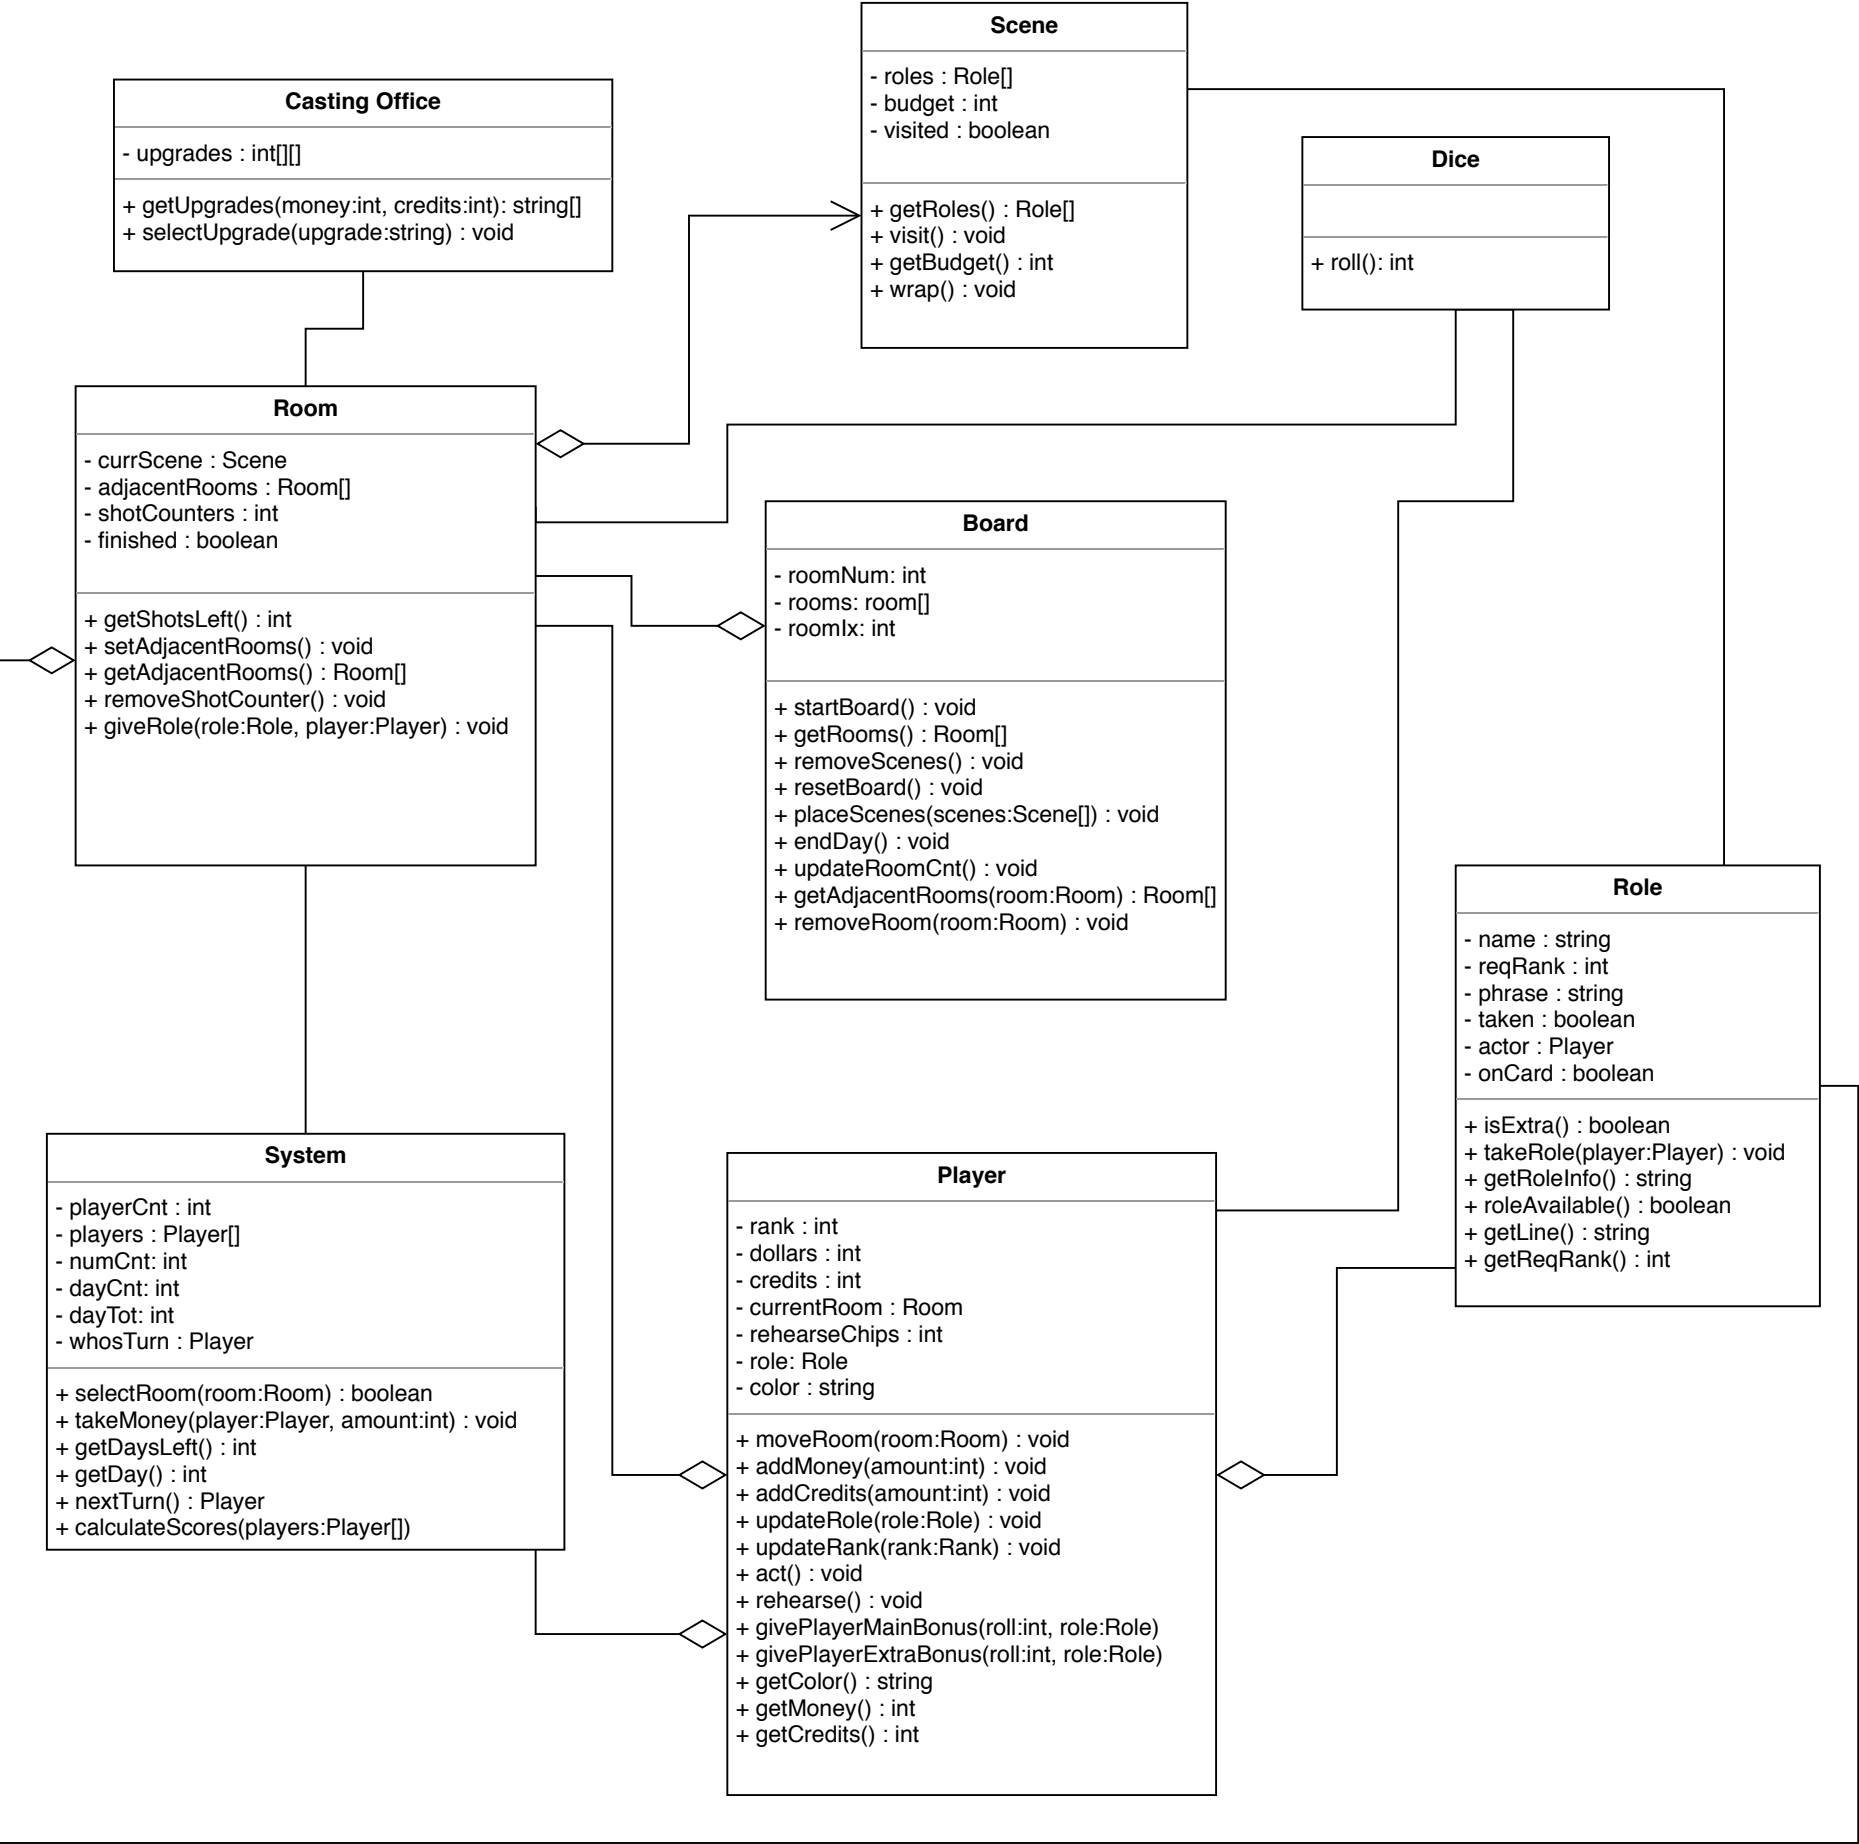 Scene
- roles : Role[]
- budget : int
- visited : boolean
+ getRoles() : Role[]
+ visit() : void
+ getBudget() : int
+ wrap() : void
Casting Office
- upgrades : int[][]
+ getUpgrades(money:int, credits:int): string[]
+ selectUpgrade(upgrade:string) : void
Dice
+ roll(): int
Room
- currScene : Scene
- adjacentRooms : Room[]
- shotCounters : int
- finished : boolean
+ getShotsLeft() : int
+ setAdjacentRooms() : void
+ getAdjacentRooms() : Room[]
+ removeShotCounter() : void
+ giveRole(role:Role, player:Player) : void
Board
- roomNum: int
- rooms: room[]
- roomIx: int
+ startBoard() : void
+ getRooms() : Room[]
+ removeScenes() : void
+ resetBoard() : void
+ placeScenes(scenes:Scene[]) : void
+ endDay() : void
+ updateRoomCnt() : void
+ getAdjacentRooms(room:Room) : Room[]
+ removeRoom(room:Room) : void
Role
- name : string
- reqRank : int
- phrase : string
- taken : boolean
- actor : Player
- onCard : boolean
+ isExtra() : boolean
+ takeRole(player:Player) : void
+ getRoleInfo() : string
+ roleAvailable() : boolean
+ getLine() : string
+ getReqRank() : int
System
- playerCnt : int
- players : Player[]
- numCnt: int
- dayCnt: int
- dayTot: int
- whosTurn : Player
+ selectRoom(room:Room) : boolean
+ takeMoney(player:Player, amount:int) : void
+ getDaysLeft() : int
+ getDay() : int
+ nextTurn() : Player
+ calculateScores(players:Player[])
Player
- rank : int
- dollars : int
- credits : int
- currentRoom : Room
- rehearseChips : int
- role: Role
- color : string
+ moveRoom(room:Room) : void
+ addMoney(amount:int) : void
+ addCredits(amount:int) : void
+ updateRole(role:Role) : void
+ updateRank(rank:Rank) : void
+ act() : void
+ rehearse() : void
+ givePlayerMainBonus(roll:int, role:Role)
+ givePlayerExtraBonus(roll:int, role:Role)
+ getColor() : string
+ getMoney() : int
+ getCredits() : int